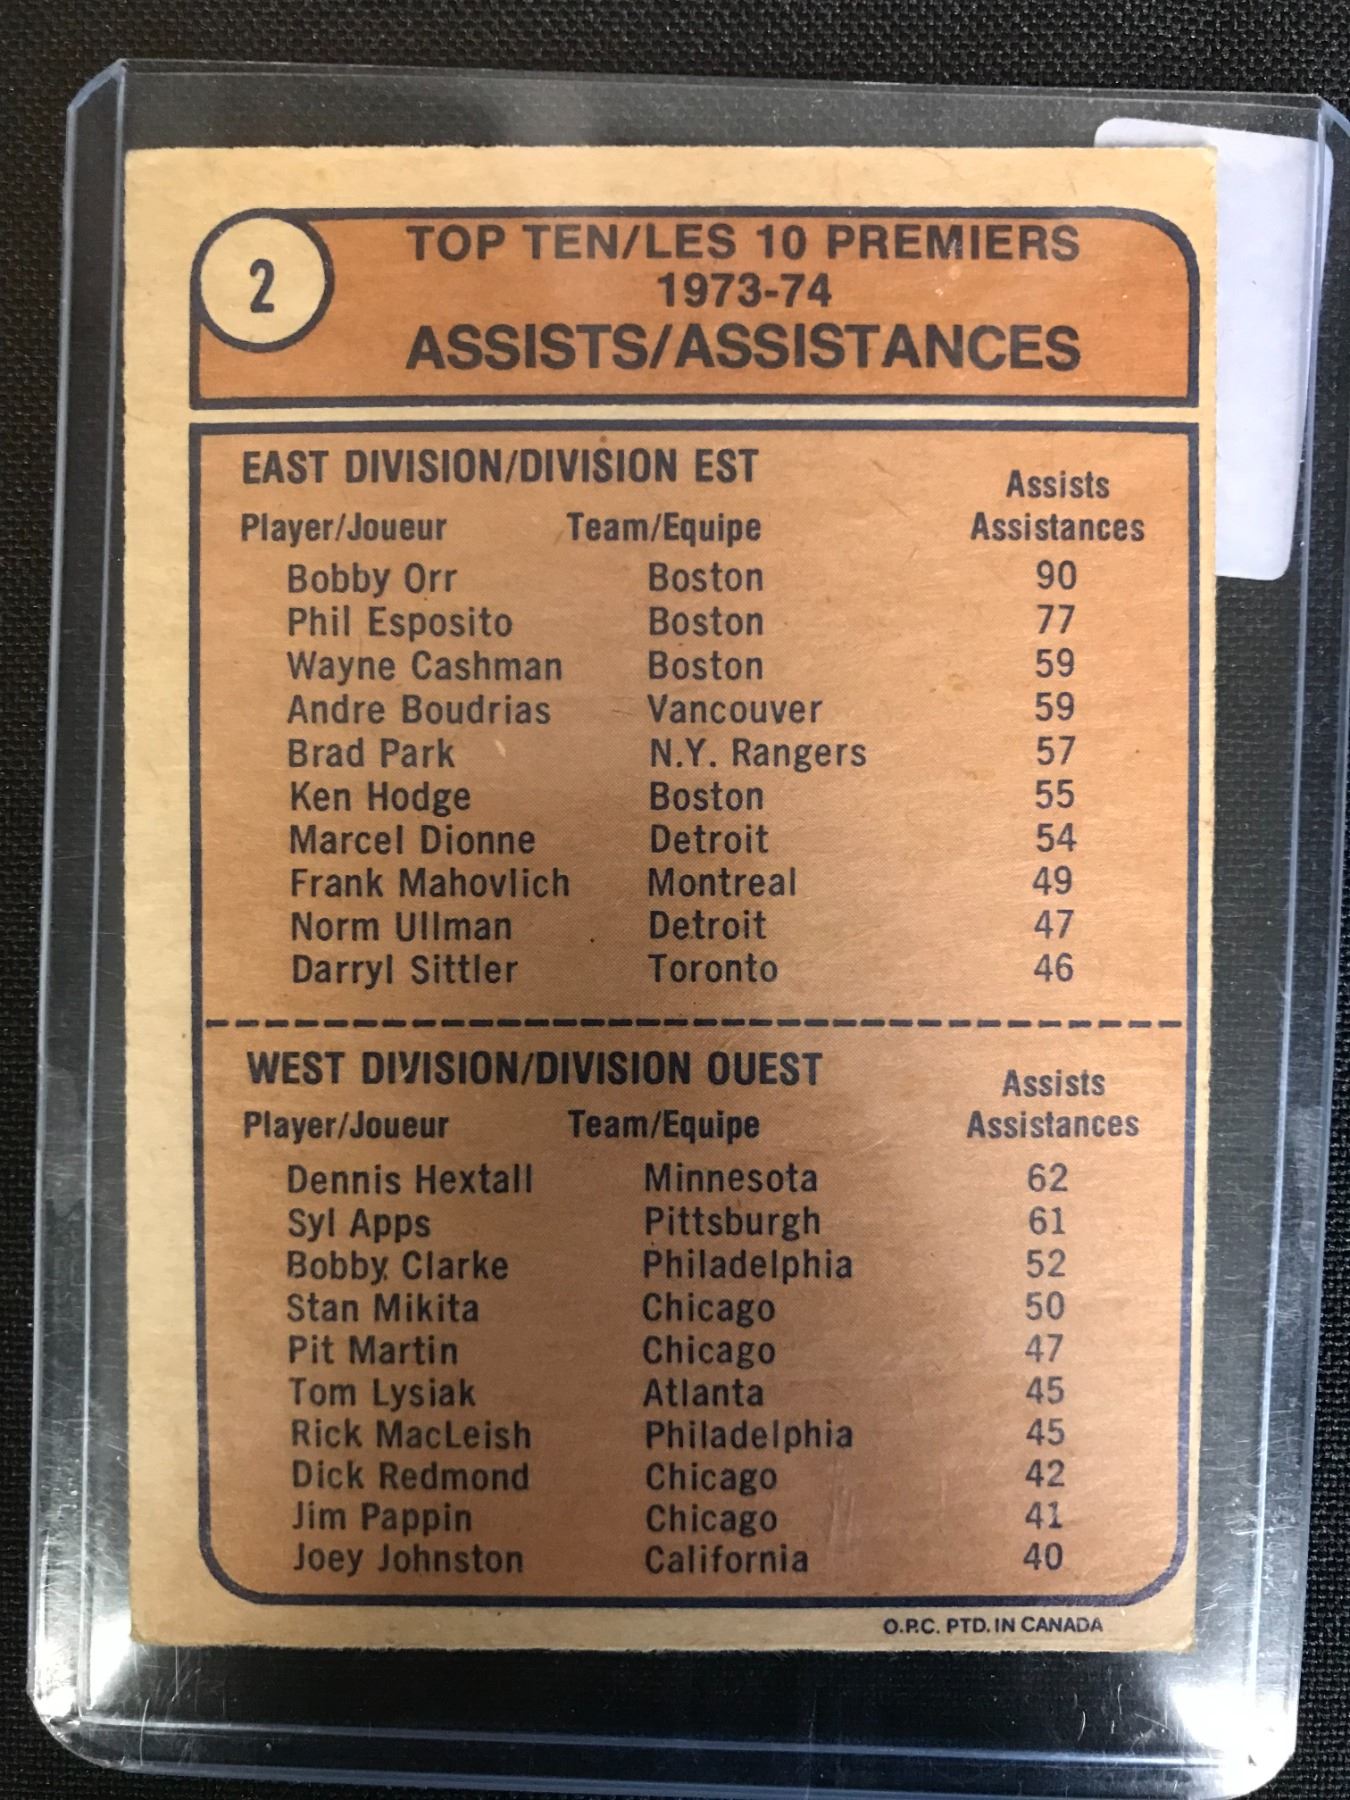 2
TOP TEN/LES 10 PREMIERS
1973-74
ASSISTS/ASSISTANCES
EAST DIVISION/DIVISION EST
Assists
Player/Joueur Team/Equipe Assistances
Bobby Orr Boston 90
Phil Esposito Boston 77
Wayne Cashman Boston 59
Andre Boudrias Vancouver 59
Brad Park N.Y. Rangers 57
Ken Hodge Boston 55
Marcel Dionne Detroit 54
Frank Mahovlich Montreal 49
Norm Ullman Detroit 47
Darryl Sittler Toronto 46
WEST DIVISION/DIVISION OUEST
Assists
Player/Joueur Team/Equipe Assistances
Dennis Hextall Minnesota 62
Syl Apps Pittsburgh 61
Bobby Clarke Philadelphia 52
Stan Mikita Chicago 50
Pit Martin Chicago 47
Tom Lysiak Atlanta 45
Rick MacLeish Philadelphia 45
Dick Redmond Chicago 42
Jim Pappin Chicago 41
Joey Johnston California 40
O.P.C. PTD. IN CANADA